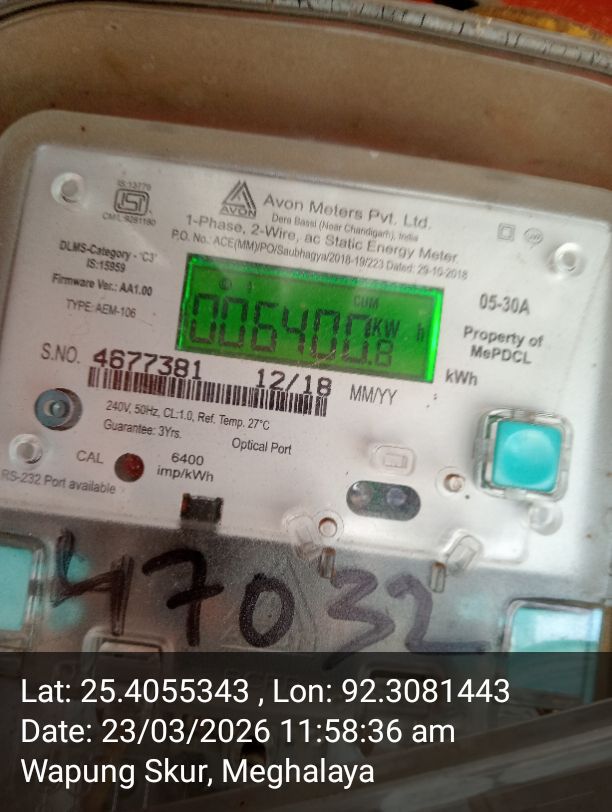 IS:13779
ISI
CM/L 9281190
AVON
Avon Meters Pvt. Ltd.
Dera Bassi (Near Chandigarh), India
1-Phase, 2-Wire, ac Static Energy Meter
P.O. No.: ACE(MM)/PO/Saubhagya/2018-19/223 Dated: 29-10-2018
DLMS-Category - "C3"
IS:15959
Firmware Ver.: AA1.00
TYPE: AEM-106
CUM
006400.8 KW h
05-30A
Property of
MePDCL
kWh
S.NO. 4677381 12/18 MM/YY
240V, 50Hz, CL:1.0, Ref. Temp. 27°C
Guarantee: 3Yrs.
Optical Port
CAL
6400
imp/kWh
RS-232 Port available
47032
Lat: 25.4055343 , Lon: 92.3081443
Date: 23/03/2026 11:58:36 am
Wapung Skur, Meghalaya